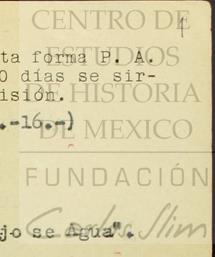 CENTRO DE
ta forma P. A.
ESTUDIOS
0 días se sir-
isión.
DE HISTORIA
.-16.-)
DE MEXICO
FUNDACIÓN
Carlos Slim
jo se Agua".